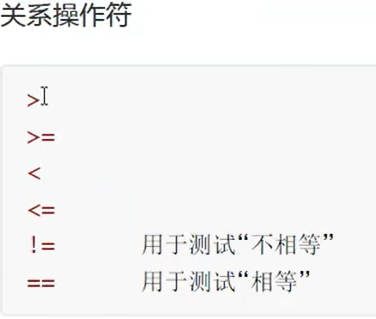 关系操作符
>
>=
<
<=
!= 用于测试“不相等”
== 用于测试“相等”